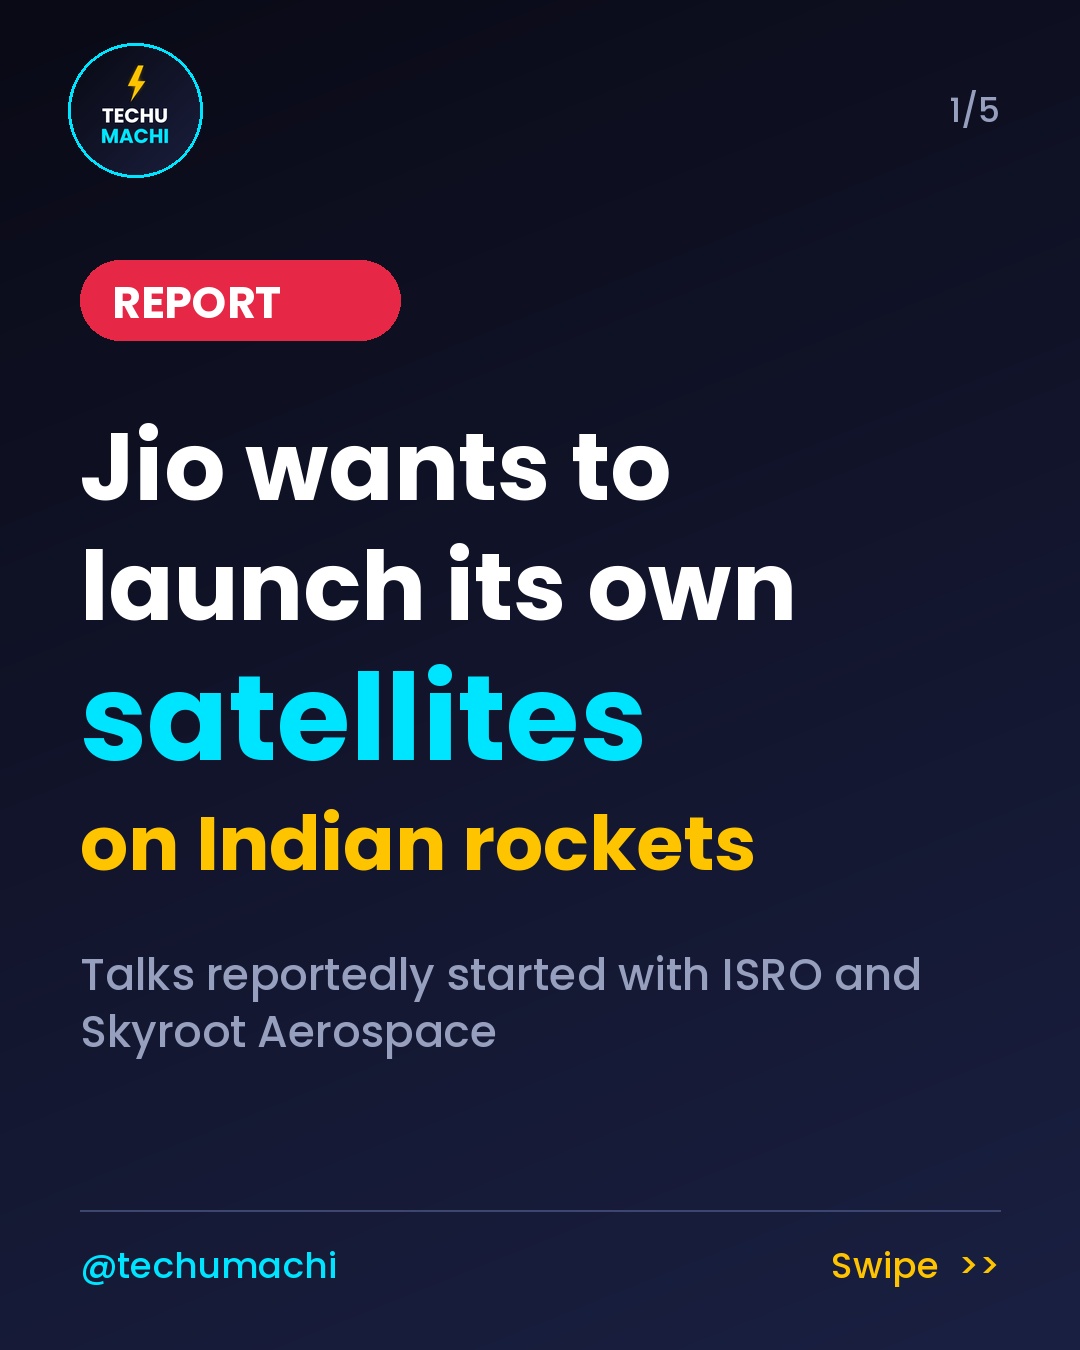 TECHU
MACHI
1/5
REPORT
Jio wants to
launch its own
satellites
on Indian rockets
Talks reportedly started with ISRO and
Skyroot Aerospace
@techumachi
Swipe >>